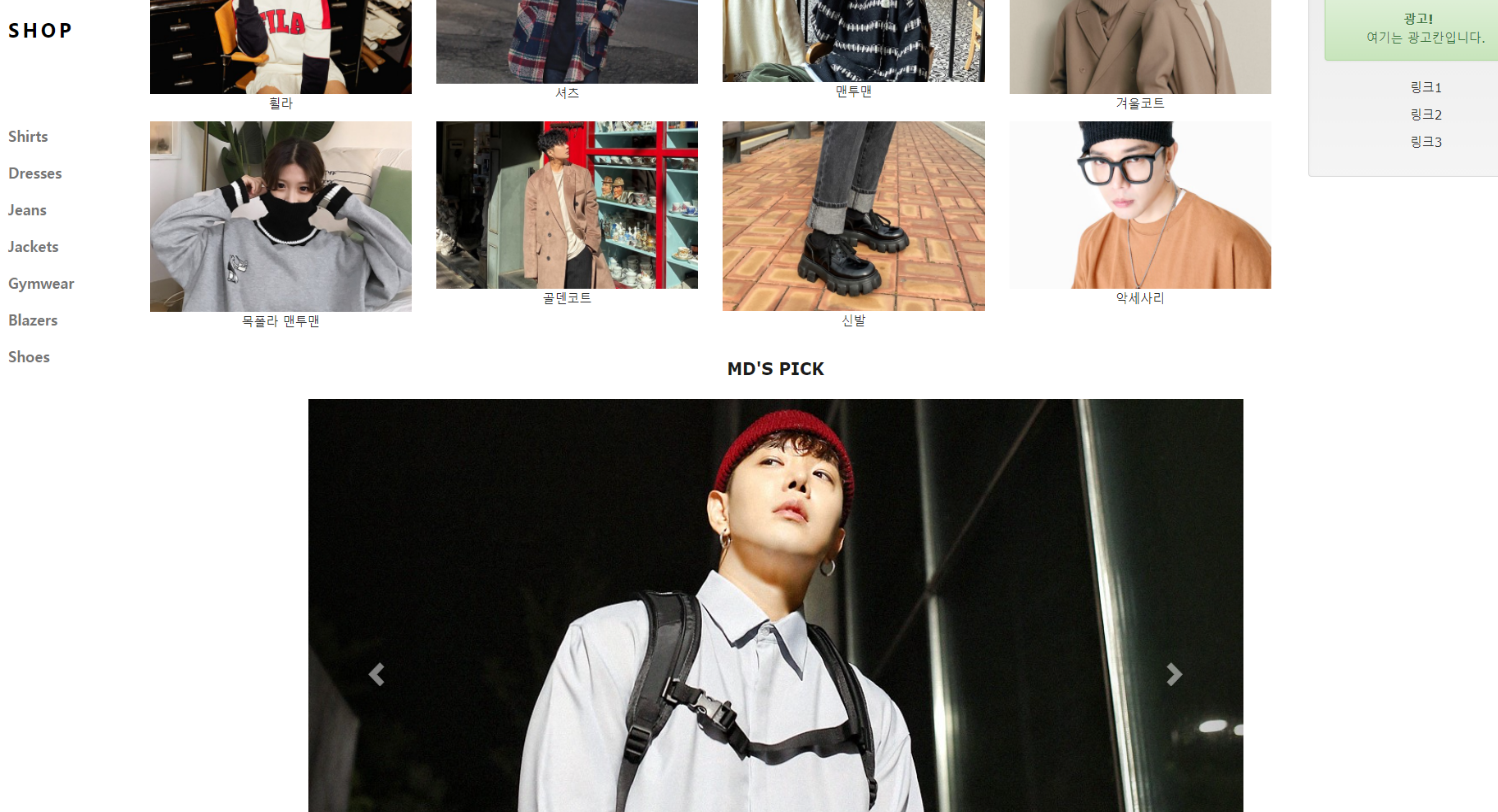 SHOP
Shirts
Dresses
Jeans
Jackets
Gymwear
Blazers
Shoes
FILA
휠라
셔츠
맨투맨
겨울코트
목폴라 맨투맨
골덴코트
신발
악세사리
MD'S PICK
광고!
여기는 광고칸입니다.
링크1
링크2
링크3